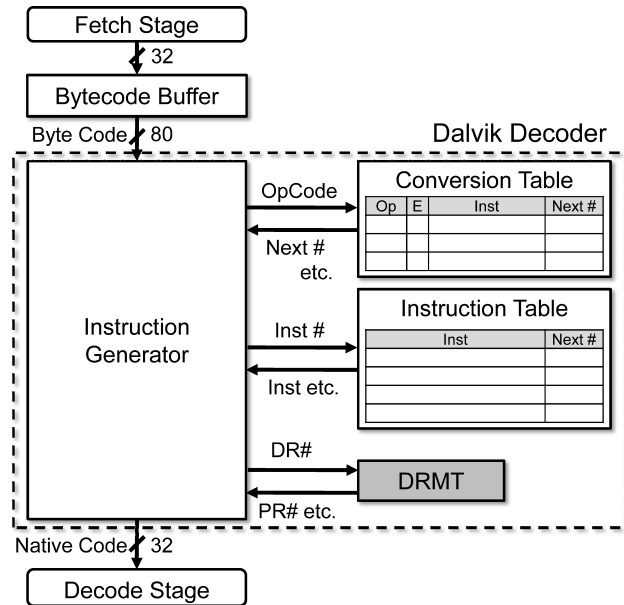 Fetch Stage
32
Bytecode Buffer
Byte Code 80
Dalvik Decoder
Instruction
Generator
OpCode
Next #
etc.
Conversion Table
Op E Inst Next #
Inst #
Inst etc.
Instruction Table
Inst Next #
DR#
PR# etc.
DRMT
Native Code 32
Decode Stage